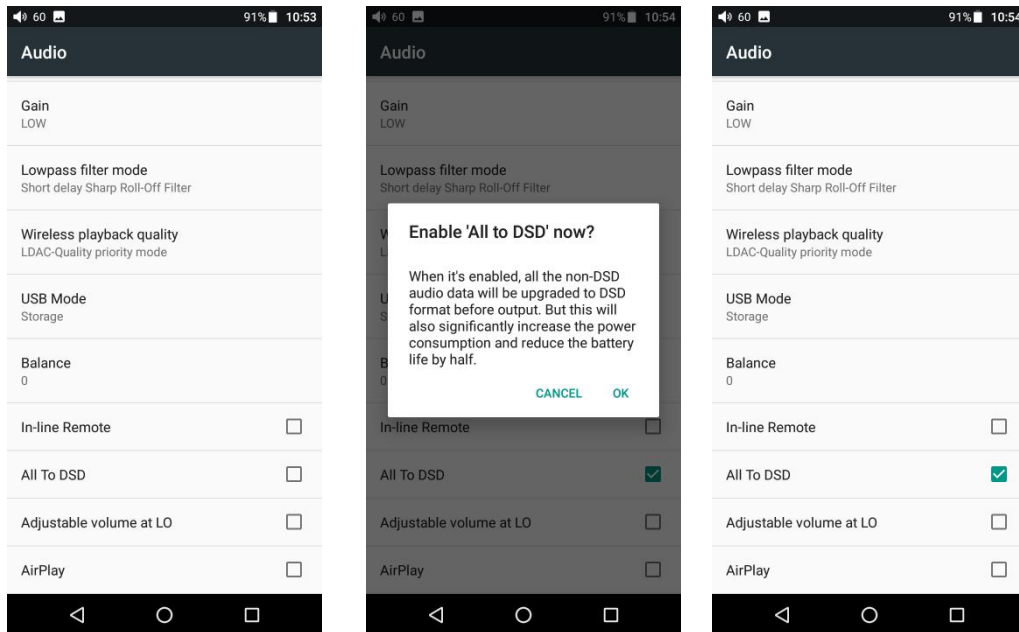 60 91% 10:53
Audio
Gain
LOW
Lowpass filter mode
Short delay Sharp Roll-Off Filter
Wireless playback quality
LDAC-Quality priority mode
USB Mode
Storage
Balance
0
In-line Remote
All To DSD
Adjustable volume at LO
AirPlay
60 91% 10:54
Audio
Gain
LOW
Lowpass filter mode
Short delay Sharp Roll-Off Filter
W
L
U
S
B
0
Enable 'All to DSD' now?
When it's enabled, all the non-DSD
audio data will be upgraded to DSD
format before output. But this will
also significantly increase the power
consumption and reduce the battery
life by half.
CANCEL OK
In-line Remote
All To DSD
Adjustable volume at LO
AirPlay
60 91% 10:54
Audio
Gain
LOW
Lowpass filter mode
Short delay Sharp Roll-Off Filter
Wireless playback quality
LDAC-Quality priority mode
USB Mode
Storage
Balance
0
In-line Remote
All To DSD
Adjustable volume at LO
AirPlay